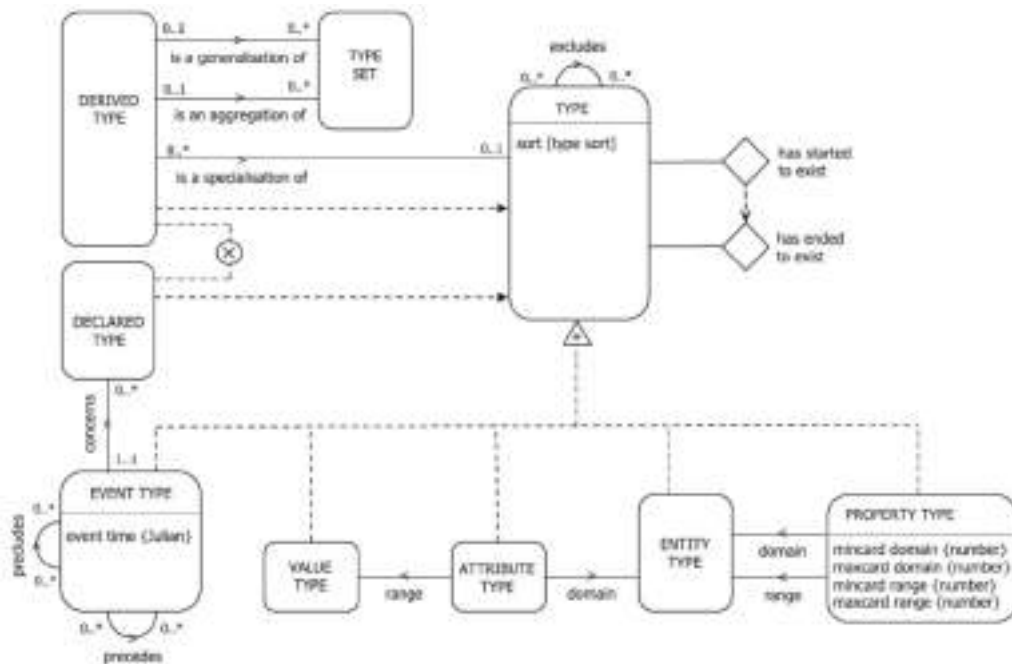 0..1
0..*
is a generalisation of
TYPE
SET
DERIVED
TYPE
0..1
0..*
is an aggregation of
0..*
0..1
is a specialisation of
excludes
0..*
0..*
TYPE
sort {type sort}
has started
to exist
has ended
to exist
DECLARED
TYPE
0..*
concerns
1..1
EVENT TYPE
event time {Julian}
0..*
precludes
0..*
0..*
0..*
precedes
VALUE
TYPE
range
ATTRIBUTE
TYPE
domain
ENTITY
TYPE
domain
range
PROPERTY TYPE
mincard domain {number}
maxcard domain {number}
mincard range {number}
maxcard range {number}